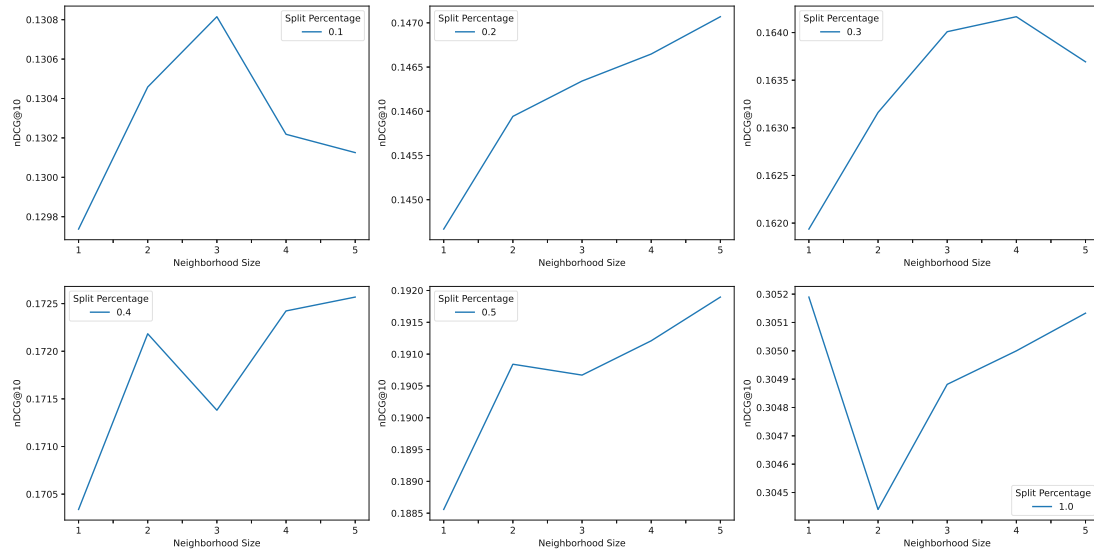 0.1308
0.1306
0.1304
0.1302
0.1300
0.1298
nDCG@10
Split Percentage
0.1
1 2 3 4 5
Neighborhood Size
0.1470
0.1465
0.1460
0.1455
0.1450
nDCG@10
Split Percentage
0.2
1 2 3 4 5
Neighborhood Size
0.1640
0.1635
0.1630
0.1625
0.1620
nDCG@10
Split Percentage
0.3
1 2 3 4 5
Neighborhood Size
0.1725
0.1720
0.1715
0.1710
0.1705
nDCG@10
Split Percentage
0.4
1 2 3 4 5
Neighborhood Size
0.1920
0.1915
0.1910
0.1905
0.1900
0.1895
0.1890
0.1885
nDCG@10
Split Percentage
0.5
1 2 3 4 5
Neighborhood Size
0.3052
0.3051
0.3050
0.3049
0.3048
0.3047
0.3046
0.3045
nDCG@10
Split Percentage
1.0
1 2 3 4 5
Neighborhood Size